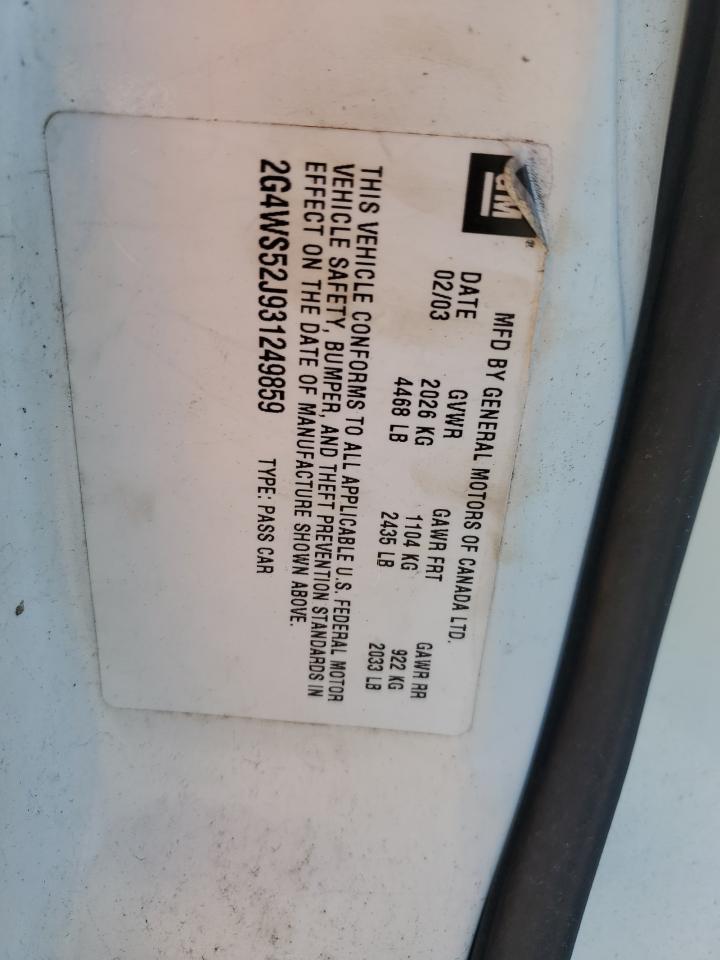 GM
MFD BY GENERAL MOTORS OF CANADA LTD.
DATE GVWR GAWR FRT GAWR RR
02/03 2026 KG 1104 KG 922 KG
4468 LB 2435 LB 2033 LB
THIS VEHICLE CONFORMS TO ALL APPLICABLE U.S. FEDERAL MOTOR
VEHICLE SAFETY, BUMPER, AND THEFT PREVENTION STANDARDS IN
EFFECT ON THE DATE OF MANUFACTURE SHOWN ABOVE.
2G4WS52J931249859 TYPE: PASS CAR